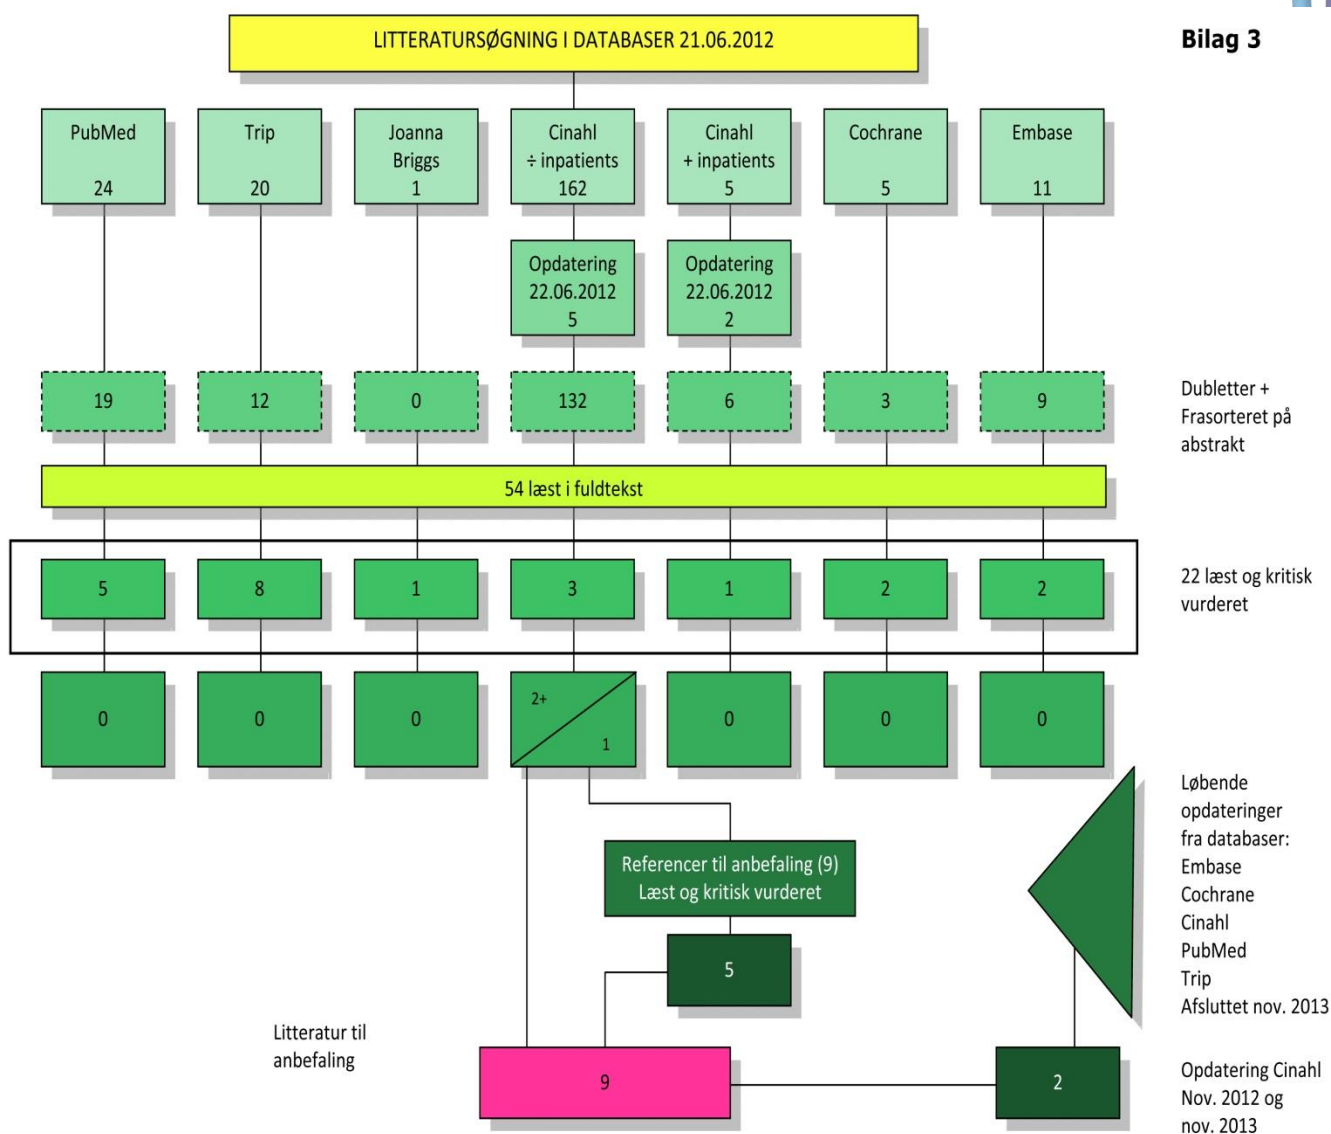 LITTERATURSØGNING I DATABASER 21.06.2012
Bilag 3
PubMed
24
Trip
20
Joanna
Briggs
1
Cinahl
÷ inpatients
162
Cinahl
+ inpatients
5
Cochrane
5
Embase
11
Opdatering
22.06.2012
5
Opdatering
22.06.2012
2
19
12
0
132
6
3
9
Dubletter +
Frasorteret på
abstrakt
54 læst i fuldtekst
5
8
1
3
1
2
2
22 læst og kritisk
vurderet
0
0
0
2+
1
0
0
0
Løbende
opdateringer
fra databaser:
Embase
Cochrane
Cinahl
PubMed
Trip
Afsluttet nov. 2013
Referencer til anbefaling (9)
Læst og kritisk vurderet
5
Litteratur til
anbefaling
9
2
Opdatering Cinahl
Nov. 2012 og
nov. 2013